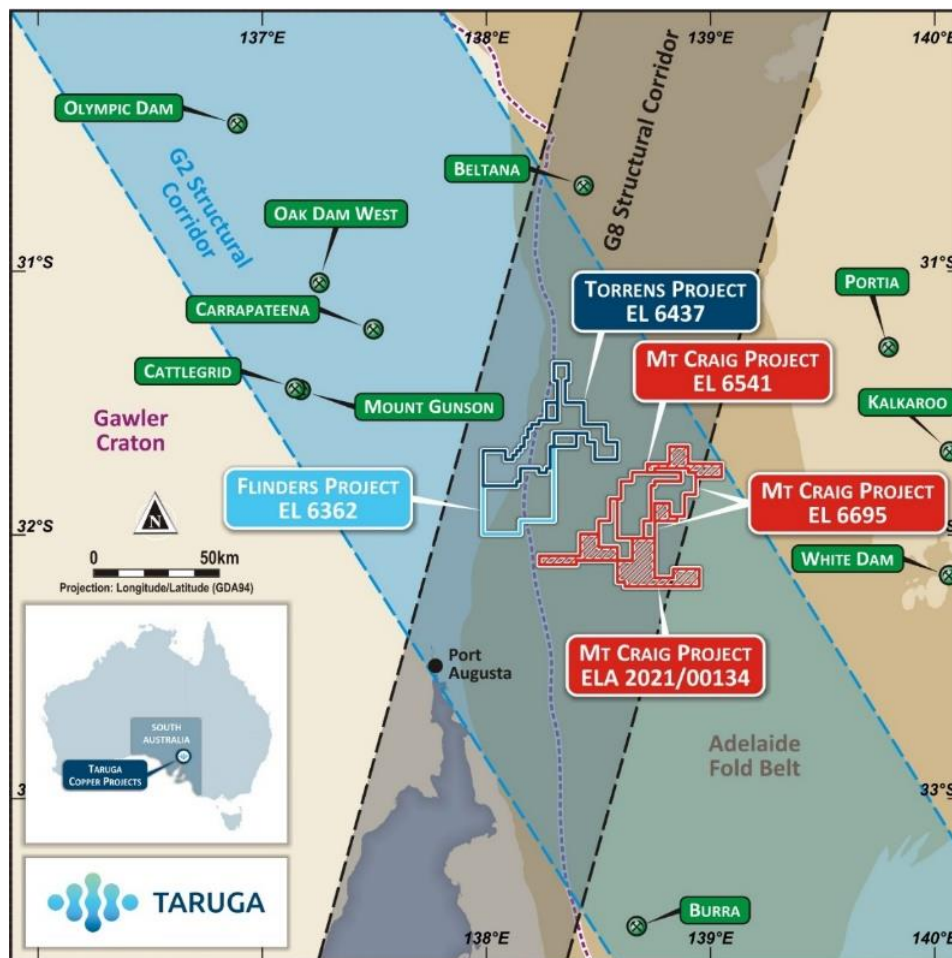 137°E
138°E
139°E
140°E
OLYMPIC DAM
G2 Structural
Corridor
BELTANA
G8 Structural Corridor
OAK DAM WEST
31°S
31°S
TORRENS PROJECT
EL 6437
PORTIA
CARRAPATEENA
MT CRAIG PROJECT
EL 6541
CATTLEGRID
MOUNT GUNSON
KALKAROO
Gawler
Craton
FLINDERS PROJECT
EL 6362
MT CRAIG PROJECT
EL 6695
N
32°S
32°S
0 50km
Projection: Longitude/Latitude (GDA94)
WHITE DAM
Port
Augusta
MT CRAIG PROJECT
ELA 2021/00134
SOUTH
AUSTRALIA
TARUGA
COPPER PROJECTS
Adelaide
Fold Belt
33°S
TARUGA
BURRA
138°E
139°E
140°E